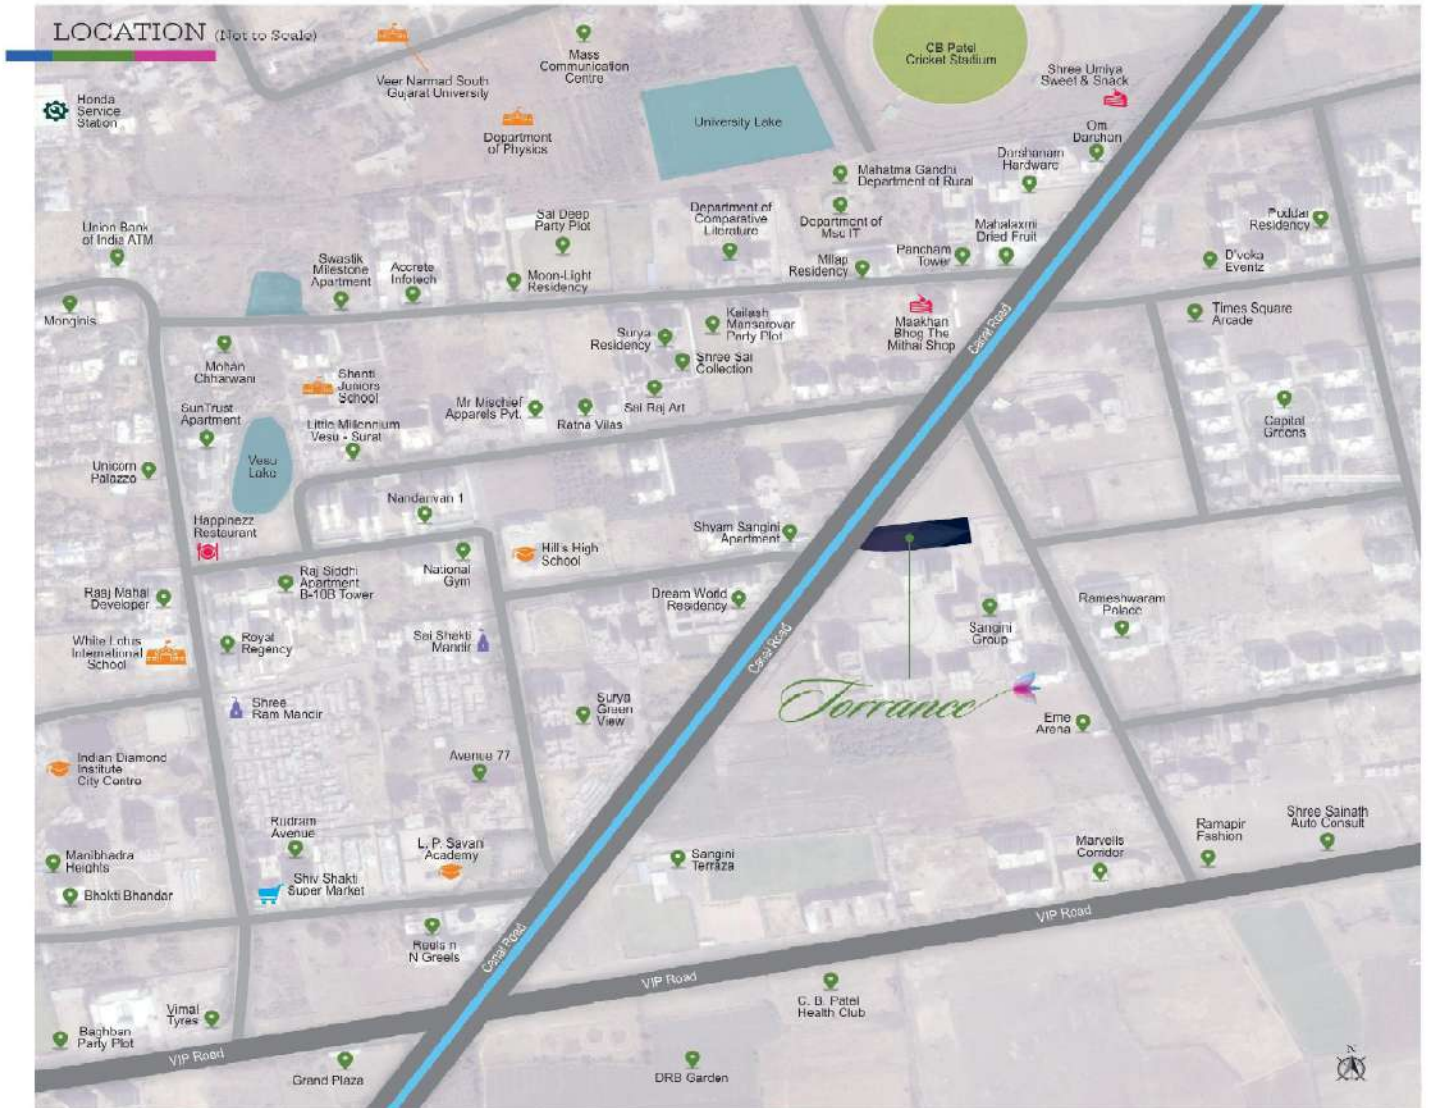 LOCATION (Not to Scale)
Veer Narmad South
Gujarat University
Mass
Communication
Centre
CB Patel
Cricket Stadium
Shree Umiya
Sweet & Snack
Honda
Service
Station
Department
of Physics
University Lake
Om
Darshan
Darshanam
Hardware
Mahatma Gandhi
Department of Rural
Union Bank
of India ATM
Sai Deep
Party Plot
Department of
Comparative
Literature
Department of
Msc IT
Mahalaxmi
Dried Fruit
Puddar
Residency
Swastik
Milestone
Apartment
Accrete
Infotech
Moon-Light
Residency
Milap
Residency
Pancham
Tower
D'voka
Eventz
Monginis
Surya
Residency
Kailash
Mansarovar
Party Plot
Maakhan
Bhog The
Mithai Shop
Canal Road
Times Square
Arcade
Mohan
Chharwani
Shanti
Juniors
School
Shree Sai
Collection
SunTrust
Apartment
Little Millennium
Vesu - Surat
Mr Mischief
Apparels Pvt.
Ratna Vilas
Sai Raj Art
Capital
Greens
Unicorn
Palazzo
Vesu
Lake
Nandanvan 1
Happinezz
Restaurant
Hill's High
School
Shyam Sangini
Apartment
Raj Siddhi
Apartment
B-10B Tower
National
Gym
Raaj Mahal
Developer
Dream World
Residency
Rameshwaram
Palace
White Lotus
International
School
Royal
Regency
Sai Shakti
Mandir
Canal Road
Sangini
Group
Shree
Ram Mandir
Surya
Green
View
Torrance
Eme
Arena
Indian Diamond
Institute
City Centre
Avenue 77
Rudram
Avenue
L. P. Savani
Academy
Sangini
Terraza
Marvells
Corridor
Ramapir
Fashion
Shree Sainath
Auto Consult
Manibhadra
Heights
Bhakti Bhandar
Shiv Shakti
Super Market
Reels n
N Greels
Canal Road
VIP Road
VIP Road
C. B. Patel
Health Club
Vimal
Tyres
Baghban
Party Plot
VIP Road
Grand Plaza
DRB Garden
N